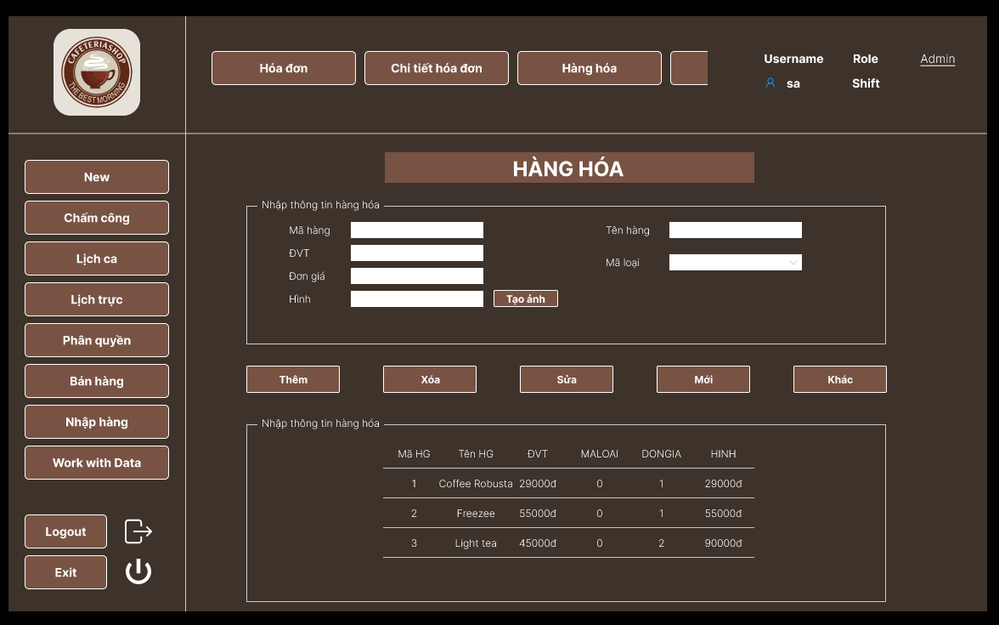 CAFETERIASHOP
THE BEST MORNING
Hóa đơn
Chi tiết hóa đơn
Hàng hóa
Username
Role
Admin
sa
Shift
New
Chấm công
Lịch ca
Lịch trực
Phân quyền
Bán hàng
Nhập hàng
Work with Data
Logout
Exit
HÀNG HÓA
Nhập thông tin hàng hóa
Mã hàng
Tên hàng
ĐVT
Mã loại
Đơn giá
Hình
Tạo ảnh
Thêm
Xóa
Sửa
Mới
Khác
Nhập thông tin hàng hóa
Mã HG Tên HG ĐVT MALOAI DONGIA HINH
1 Coffee Robusta 29000đ 0 1 29000đ
2 Freezee 55000đ 0 1 55000đ
3 Light tea 45000đ 0 2 90000đ